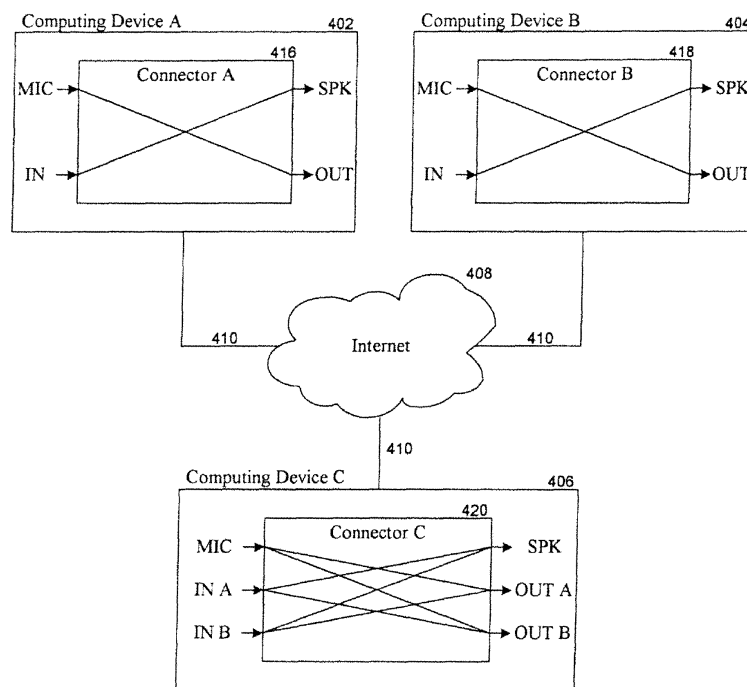 Computing Device A 402
Computing Device B 404
416
Connector A
MIC
SPK
IN
OUT
418
Connector B
MIC
SPK
IN
OUT
408
410
Internet
410
410
Computing Device C 406
420
Connector C
MIC
SPK
IN A
OUT A
IN B
OUT B